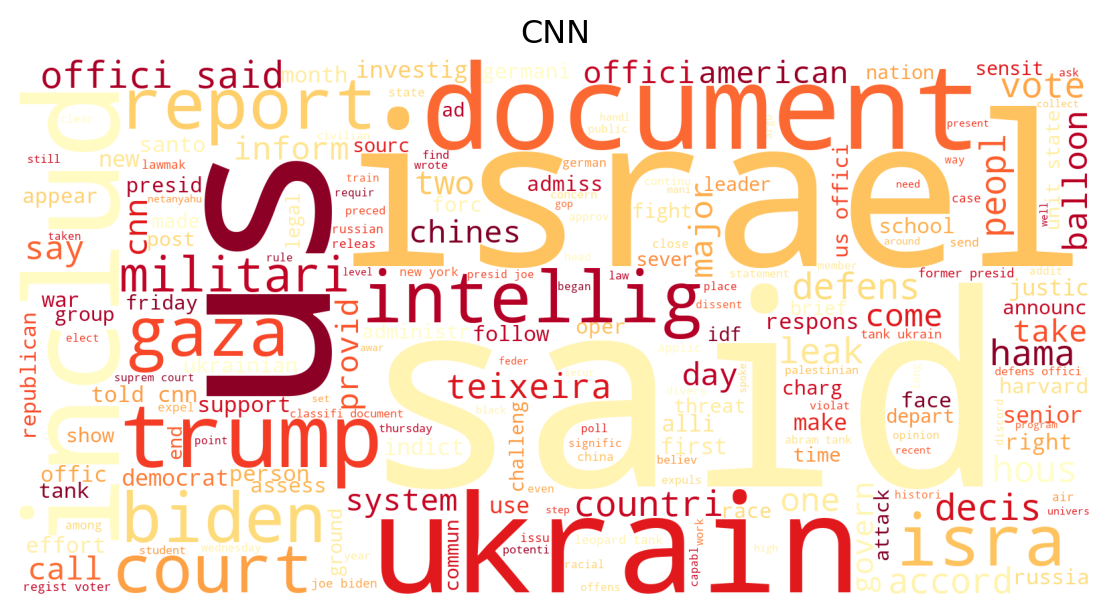 CNN
offici said
month
investig
germani
offici
american
nation
sensit
ask
clear
state
report
ad
document
vote
collect
santo
inform
sourc
civilian
public
handl
present
still
new
lawmak
find
wrote
israel
german
us offici
way
peopl
balloon
unit state
includ
us
presid
train
requir
two
admiss
leader
need
case
well
appear
netanyahu
cnn
made
legal
preced
forc
gop
approv
fight
major
school
taken
post
russian
releas
chines
close
sever
around
send
say
rule
level
new york
presid joe
began
law
place
statement
member
former presid
addit
militari
intellig
dissent
defens
justic
war
group
friday
provid
administr
follow
oper
idf
brief
respons
come
announc
take
gaza
ukrainian
awar
said
leak
tank ukrain
hama
elect
republican
suprem court
feder
teixeira
day
palestinian
defens offici
told cnn
expel
set
support
classifi document
black
threat
charg
violat
face
harvard
program
show
trump
thursday
indict
challeng
poll
signific
china
alli
first
make
depart
abram tank
opinion
recent
discord
senior
right
end
point
offic
democrat
person
assess
believ
expuls
time
hous
tank
biden
system
even
use
step
countri
race
one
govern
histori
air
univers
among
effort
student
wednesday
ground
year
commun
issu
potenti
leopard tank
work
capabl
high
attack
decis
isra
call
regist voter
court
joe biden
ukrain
racial
offens
accord
russia